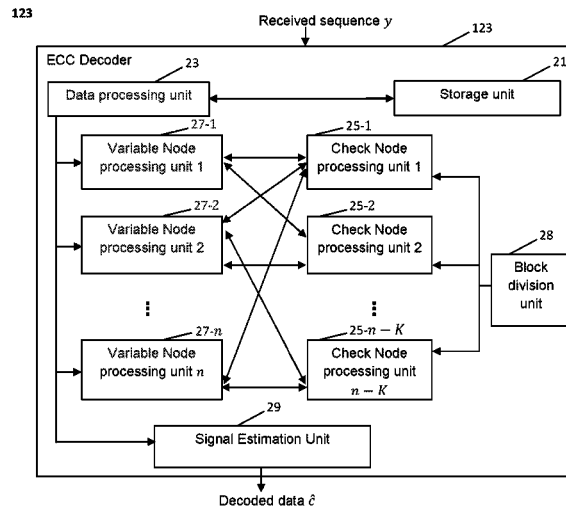 123
Received sequence y
123
ECC Decoder
23
21
Data processing unit
Storage unit
27-1
25-1
Variable Node
processing unit 1
Check Node
processing unit 1
27-2
25-2
Variable Node
processing unit 2
Check Node
processing unit 2
28
Block
division
unit
⋮
⋮
27-n
25-n − K
Variable Node
processing unit n
Check Node
processing unit
n − K
29
Signal Estimation Unit
Decoded data ĉ